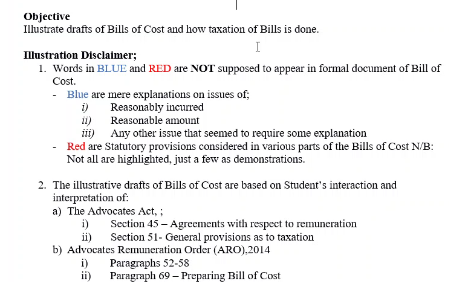 Objective
Illustrate drafts of Bills of Cost and how taxation of Bills is done.
Illustration Disclaimer;
1. Words in BLUE and RED are NOT supposed to appear in formal document of Bill of
Cost.
- Blue are mere explanations on issues of;
i) Reasonably incurred
ii) Reasonable amount
iii) Any other issue that seemed to require some explanation
- Red are Statutory provisions considered in various parts of the Bills of Cost N/B:
Not all are highlighted, just a few as demonstrations.
2. The illustrative drafts of Bills of Cost are based on Student's interaction and
interpretation of:
a) The Advocates Act, ;
i) Section 45 – Agreements with respect to remuneration
ii) Section 51- General provisions as to taxation
b) Advocates Remuneration Order (ARO),2014
i) Paragraphs 52-58
ii) Paragraph 69 – Preparing Bill of Cost